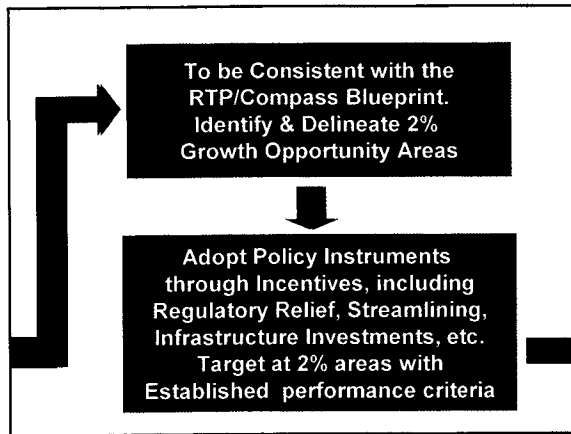 To be Consistent with the
RTP/Compass Blueprint.
Identify & Delineate 2%
Growth Opportunity Areas
Adopt Policy Instruments
through Incentives, including
Regulatory Relief, Streamlining,
Infrastructure Investments, etc.
Target at 2% areas with
Established performance criteria